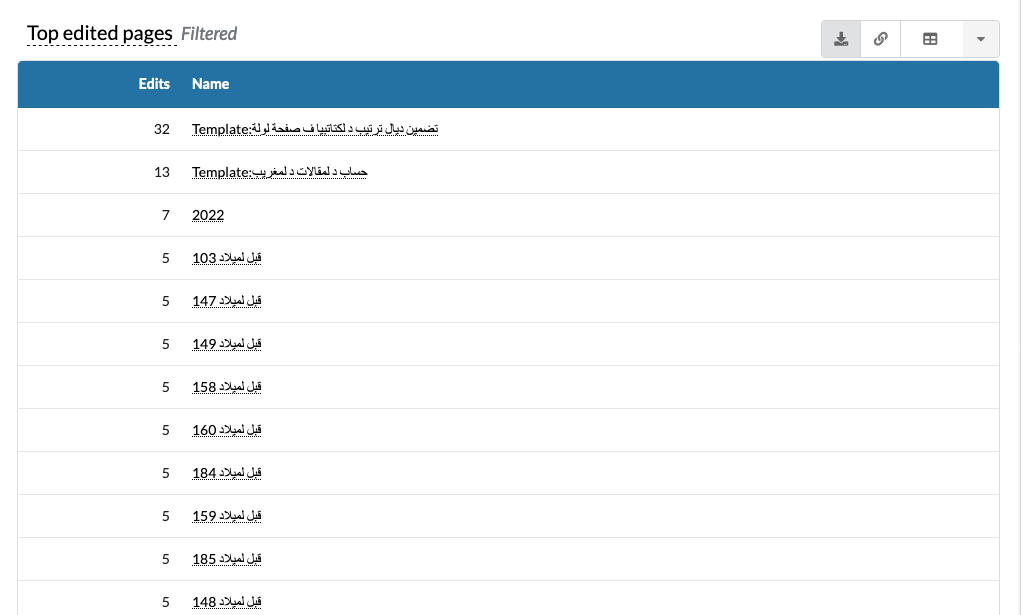 Top edited pages Filtered
Edits Name
32 Template:تضمين ديال ترتيب د لكتاتبيا ف صفحة لولة
13 Template:حساب د لمقالات د لمغريب
7 2022
5 103 قبل لميلاد
5 147 قبل لميلاد
5 149 قبل لميلاد
5 158 قبل لميلاد
5 160 قبل لميلاد
5 184 قبل لميلاد
5 159 قبل لميلاد
5 185 قبل لميلاد
5 148 قبل لميلاد